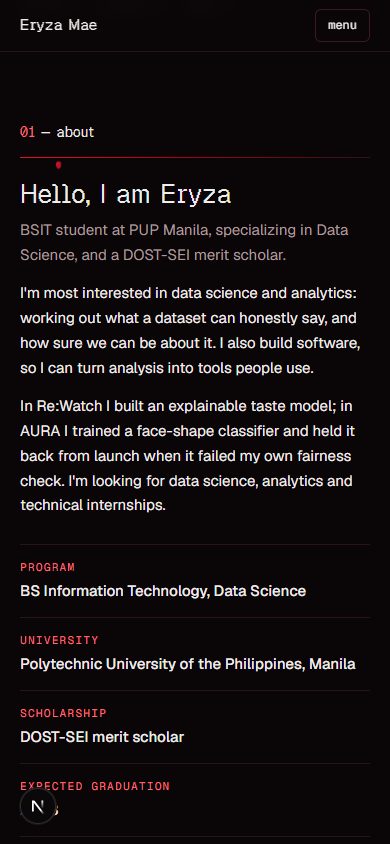 Eryza Mae
menu
01 — about
Hello, I am Eryza
BSIT student at PUP Manila, specializing in Data
Science, and a DOST-SEI merit scholar.
I'm most interested in data science and analytics:
working out what a dataset can honestly say, and
how sure we can be about it. I also build software,
so I can turn analysis into tools people use.
In Re:Watch I built an explainable taste model; in
AURA I trained a face-shape classifier and held it
back from launch when it failed my own fairness
check. I'm looking for data science, analytics and
technical internships.
PROGRAM
BS Information Technology, Data Science
UNIVERSITY
Polytechnic University of the Philippines, Manila
SCHOLARSHIP
DOST-SEI merit scholar
EXPECTED GRADUATION
N